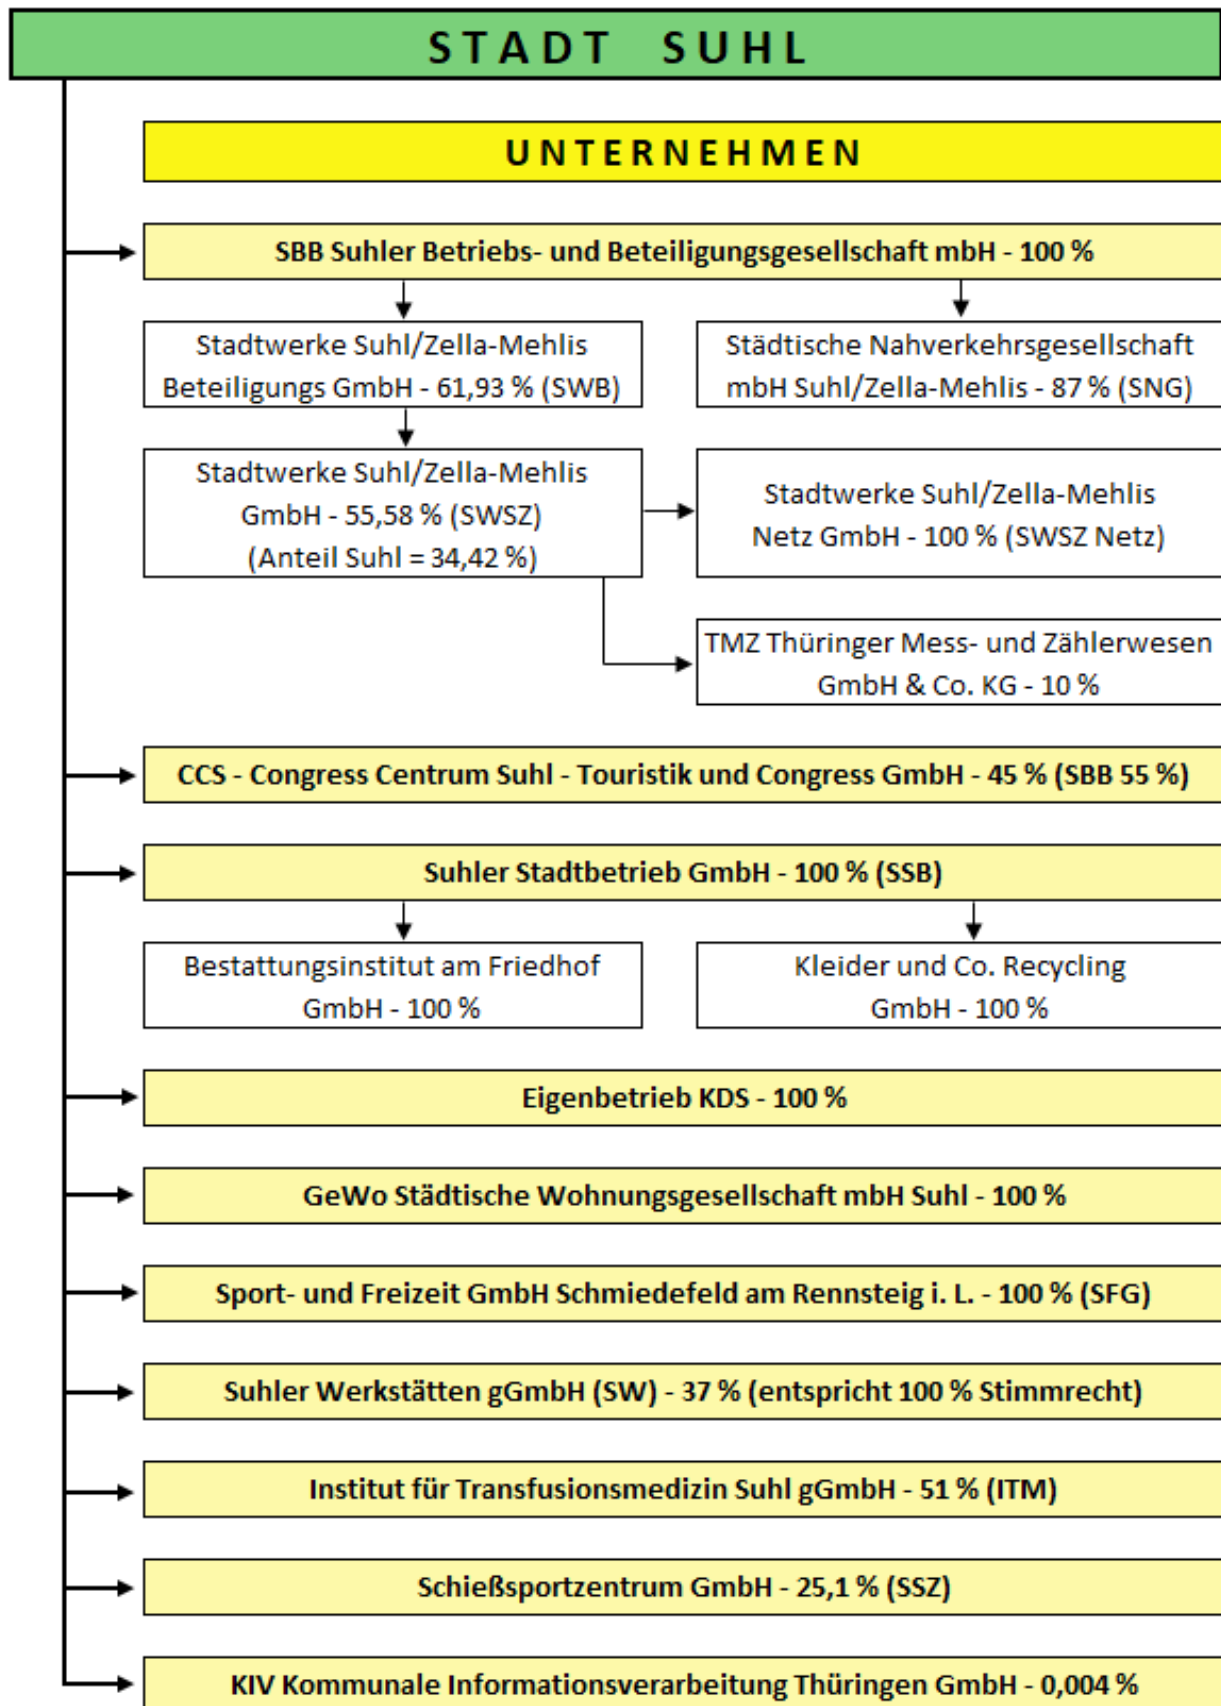 STADT SUHL
UNTERNEHMEN
SBB Suhler Betriebs- und Beteiligungsgesellschaft mbH - 100 %
Stadtwerke Suhl/Zella-Mehlis
Beteiligungs GmbH - 61,93 % (SWB)
Städtische Nahverkehrsgesellschaft
mbH Suhl/Zella-Mehlis - 87 % (SNG)
Stadtwerke Suhl/Zella-Mehlis
GmbH - 55,58 % (SWSZ)
(Anteil Suhl = 34,42 %)
Stadtwerke Suhl/Zella-Mehlis
Netz GmbH - 100 % (SWSZ Netz)
TMZ Thüringer Mess- und Zählerwesen
GmbH & Co. KG - 10 %
CCS - Congress Centrum Suhl - Touristik und Congress GmbH - 45 % (SBB 55 %)
Suhler Stadtbetrieb GmbH - 100 % (SSB)
Bestattungsinstitut am Friedhof
GmbH - 100 %
Kleider und Co. Recycling
GmbH - 100 %
Eigenbetrieb KDS - 100 %
GeWo Städtische Wohnungsgesellschaft mbH Suhl - 100 %
Sport- und Freizeit GmbH Schmiedefeld am Rennsteig i. L. - 100 % (SFG)
Suhler Werkstätten gGmbH (SW) - 37 % (entspricht 100 % Stimmrecht)
Institut für Transfusionsmedizin Suhl gGmbH - 51 % (ITM)
Schießsportzentrum GmbH - 25,1 % (SSZ)
KIV Kommunale Informationsverarbeitung Thüringen GmbH - 0,004 %